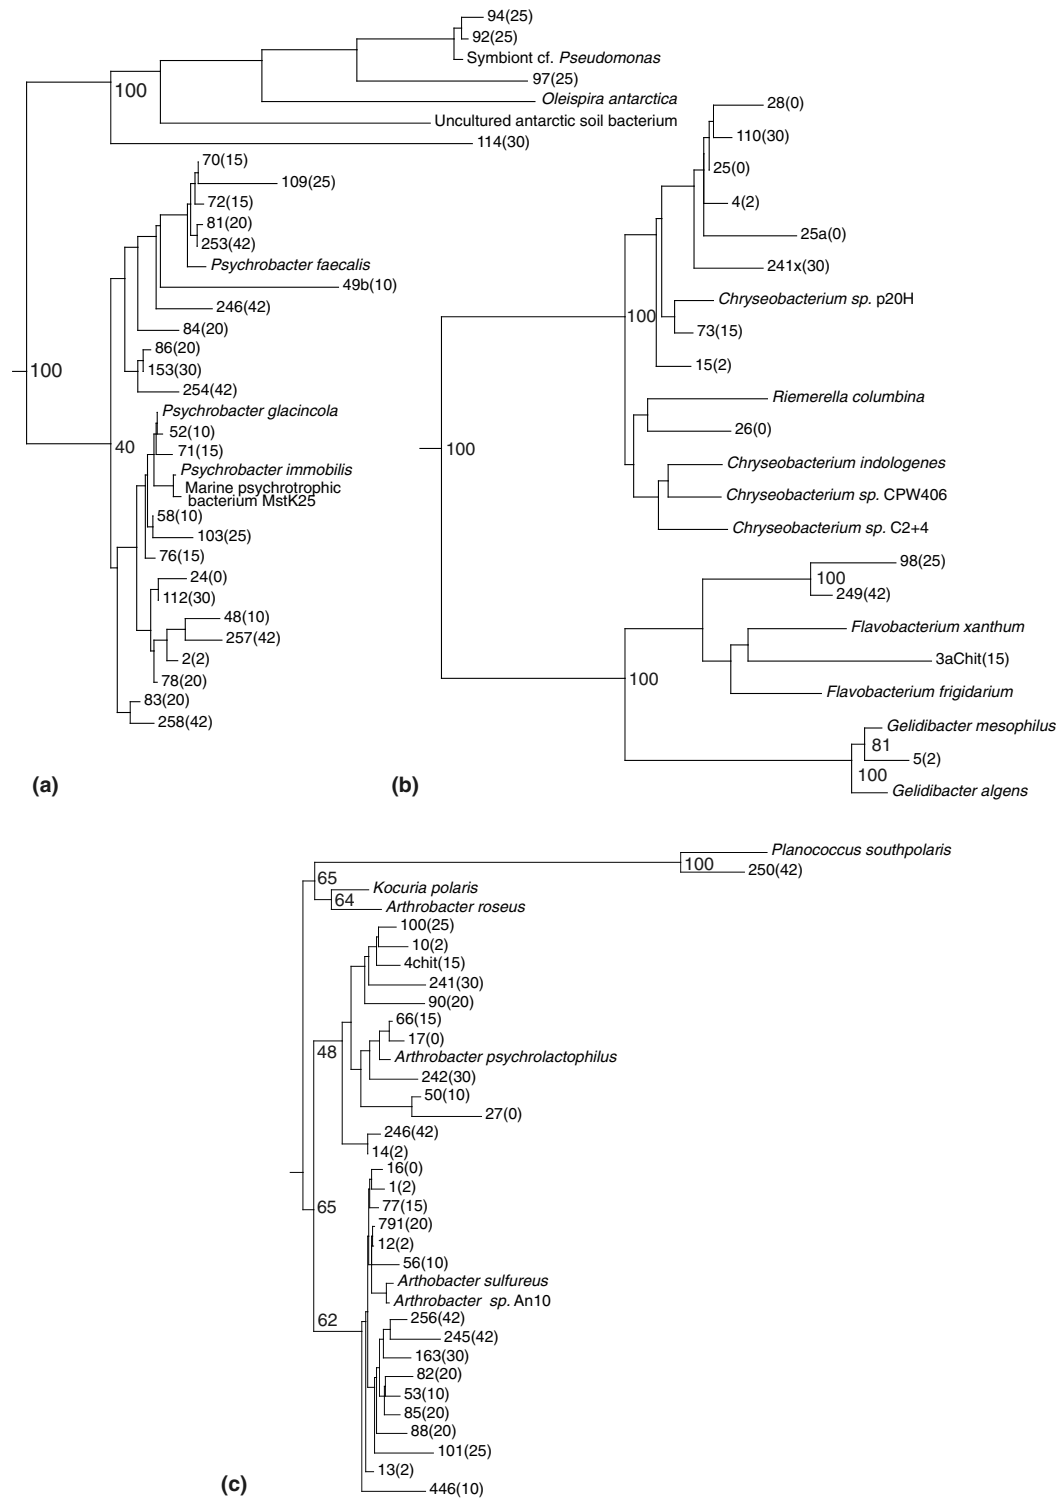 94(25)
92(25)
Symbiont cf. Pseudomonas
97(25)
Oleispira antarctica
100
Uncultured antarctic soil bacterium
114(30)
70(15)
109(25)
72(15)
81(20)
253(42)
Psychrobacter faecalis
49b(10)
246(42)
84(20)
86(20)
100
153(30)
254(42)
Psychrobacter glacincola
52(10)
40
71(15)
Psychrobacter immobilis
Marine psychrotrophic
bacterium MstK25
58(10)
103(25)
76(15)
24(0)
112(30)
48(10)
257(42)
2(2)
78(20)
83(20)
258(42)
(a)
28(0)
110(30)
25(0)
4(2)
25a(0)
241x(30)
Chryseobacterium sp. p20H
100
73(15)
15(2)
Riemerella columbina
26(0)
100
Chryseobacterium indologenes
Chryseobacterium sp. CPW406
Chryseobacterium sp. C2+4
98(25)
100
249(42)
Flavobacterium xanthum
3aChit(15)
100
Flavobacterium frigidarium
Gelidibacter mesophilus
81
5(2)
100
Gelidibacter algens
(b)
Planococcus southpolaris
100
250(42)
65
Kocuria polaris
64
Arthrobacter roseus
100(25)
10(2)
4chit(15)
241(30)
90(20)
66(15)
17(0)
48
Arthrobacter psychrolactophilus
242(30)
50(10)
27(0)
246(42)
14(2)
16(0)
1(2)
65
77(15)
791(20)
12(2)
56(10)
Arthobacter sulfureus
Arthrobacter sp. An10
62
256(42)
245(42)
163(30)
82(20)
53(10)
85(20)
88(20)
101(25)
13(2)
446(10)
(c)